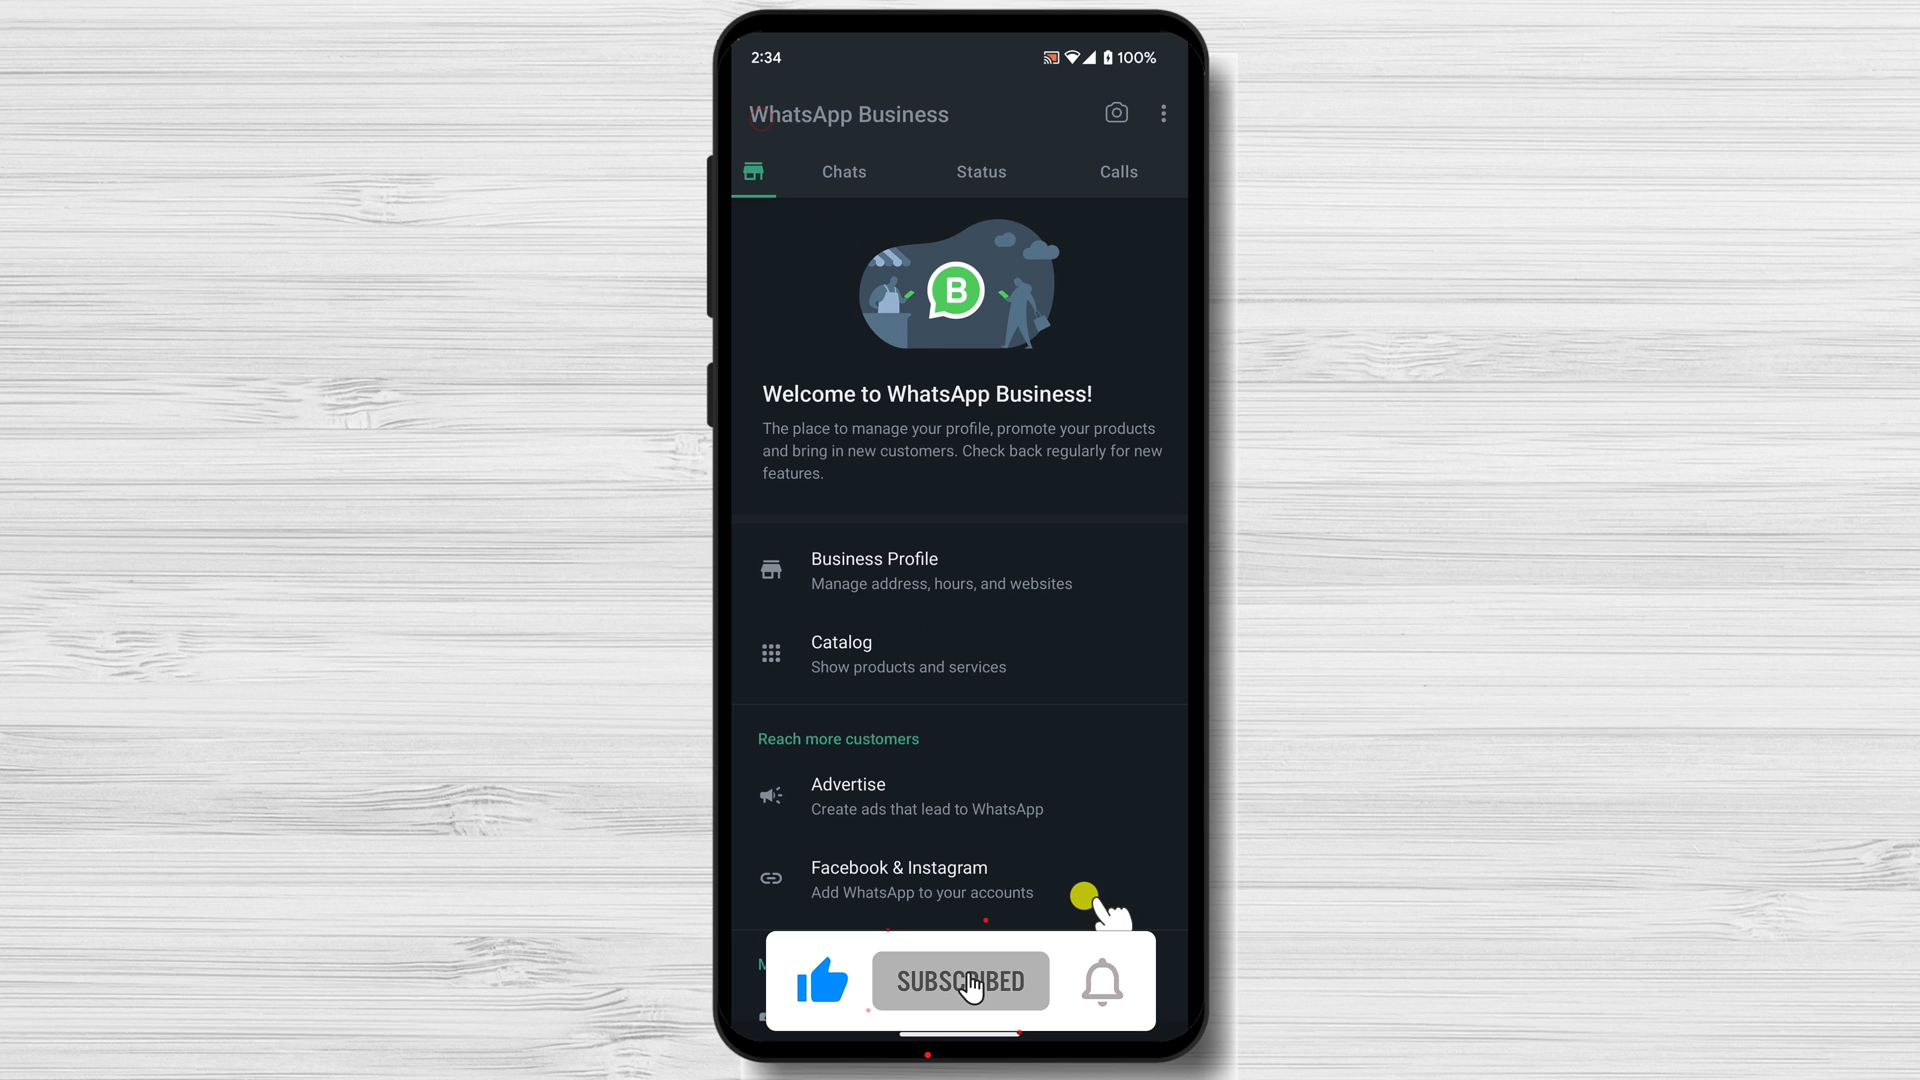 2:34
100%
WhatsApp Business
Chats
Status
Calls
B
Welcome to WhatsApp Business!
The place to manage your profile, promote your products
and bring in new customers. Check back regularly for new
features.
Business Profile
Manage address, hours, and websites
Catalog
Show products and services
Reach more customers
Advertise
Create ads that lead to WhatsApp
Facebook & Instagram
Add WhatsApp to your accounts
SUBSCRIBED